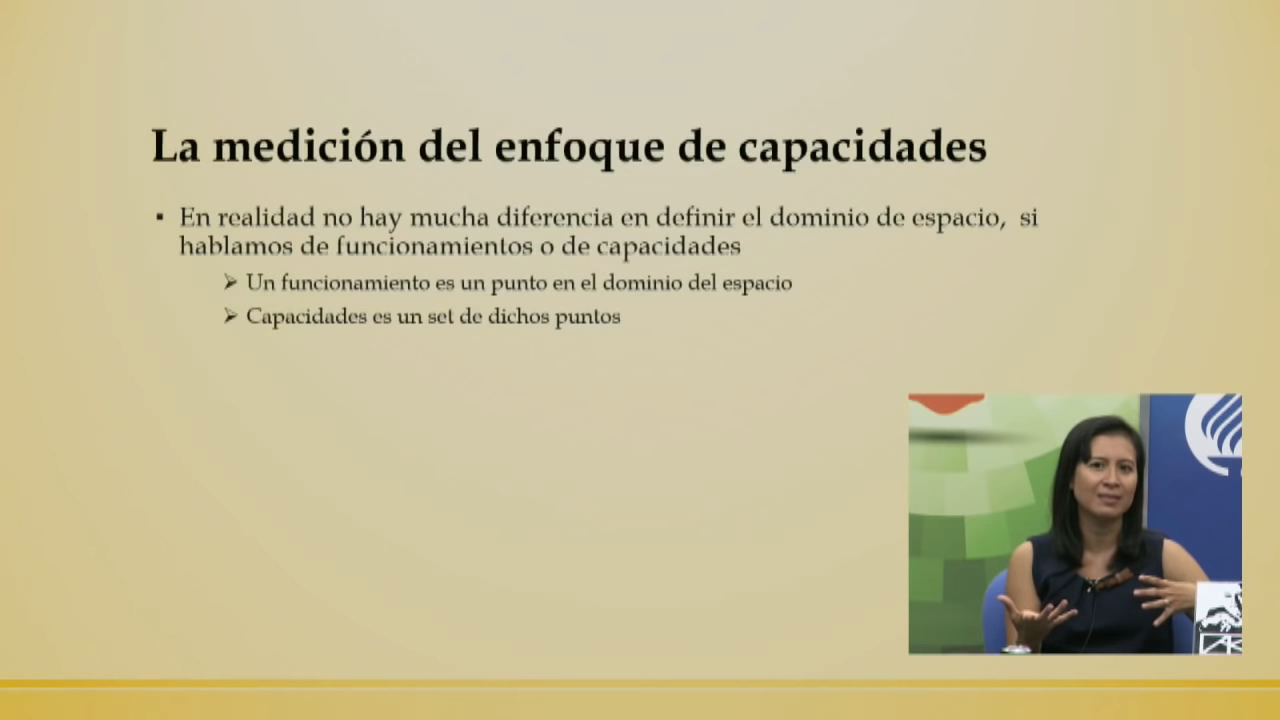 La medición del enfoque de capacidades
En realidad no hay mucha diferencia en definir el dominio de espacio, si
hablamos de funcionamientos o de capacidades
Un funcionamiento es un punto en el dominio del espacio
Capacidades es un set de dichos puntos